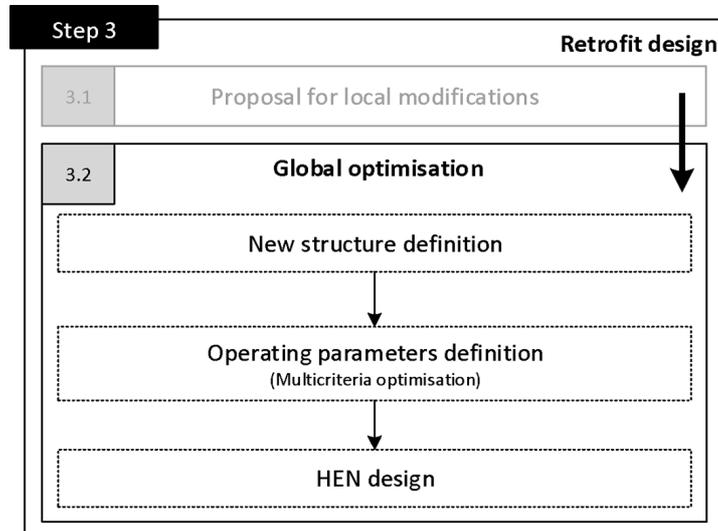 Step 3
Retrofit design
3.1
Proposal for local modifications
3.2
Global optimisation
New structure definition
Operating parameters definition
(Multicriteria optimisation)
HEN design